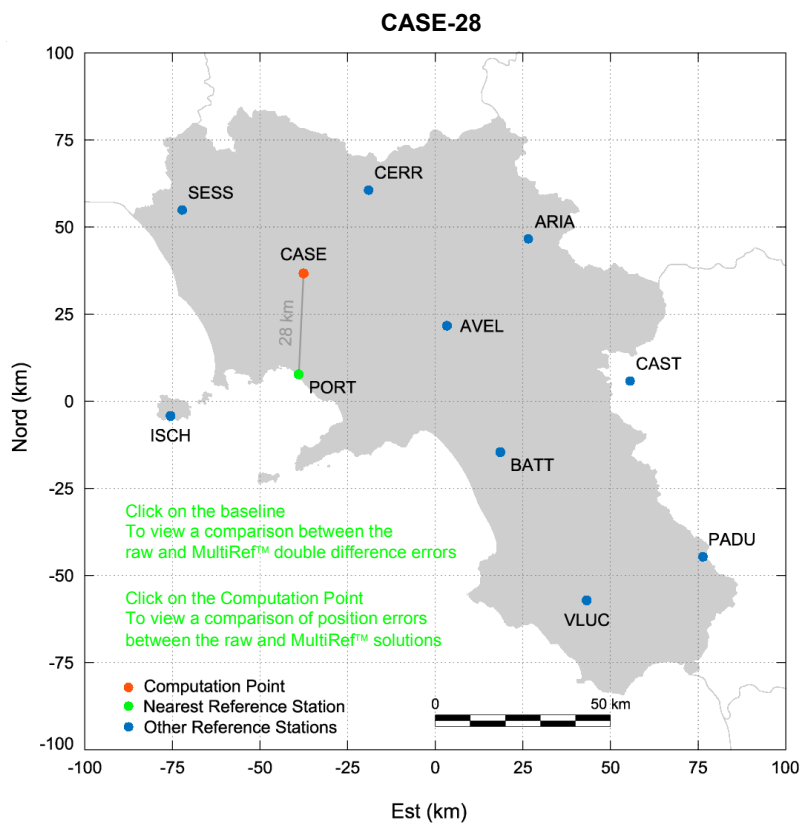 CASE-28
100
75
50
25
0
-25
-50
-75
-100
Nord (km)
CERR
SESS
ARIA
CASE
28 km
AVEL
CAST
PORT
ISCH
BATT
PADU
VLUC
Click on the baseline
To view a comparison between the
raw and MultiRef™ double difference errors
Click on the Computation Point
To view a comparison of position errors
between the raw and MultiRef™ solutions
Computation Point
Nearest Reference Station
Other Reference Stations
0 50 km
-100 -75 -50 -25 0 25 50 75 100
Est (km)